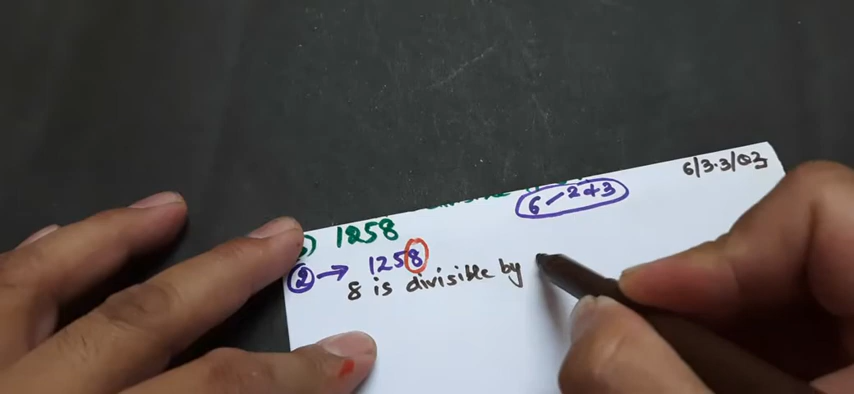 6/3.3/Q3
6 - 2 & 3
) 1258
2 → 1258
8 is divisible by